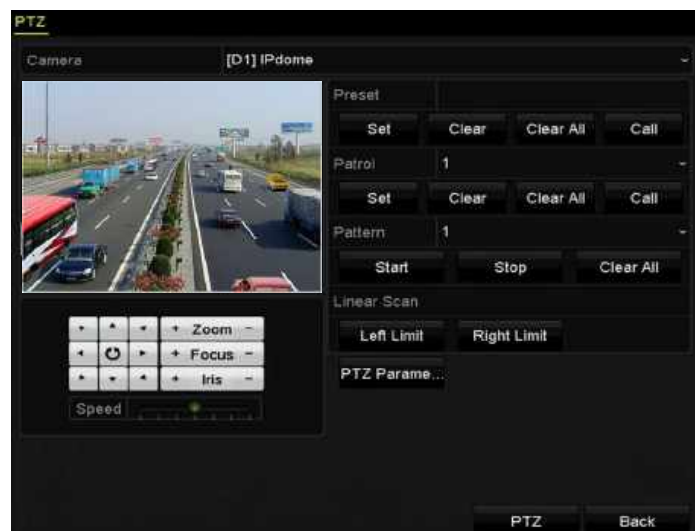 PTZ
Camera [D1] IPdome
Preset
Set Clear Clear All Call
Patrol 1
Set Clear Clear All Call
Pattern 1
Start Stop Clear All
Linear Scan
Left Limit Right Limit
PTZ Parame...
+ Zoom -
+ Focus -
+ Iris -
Speed
PTZ Back